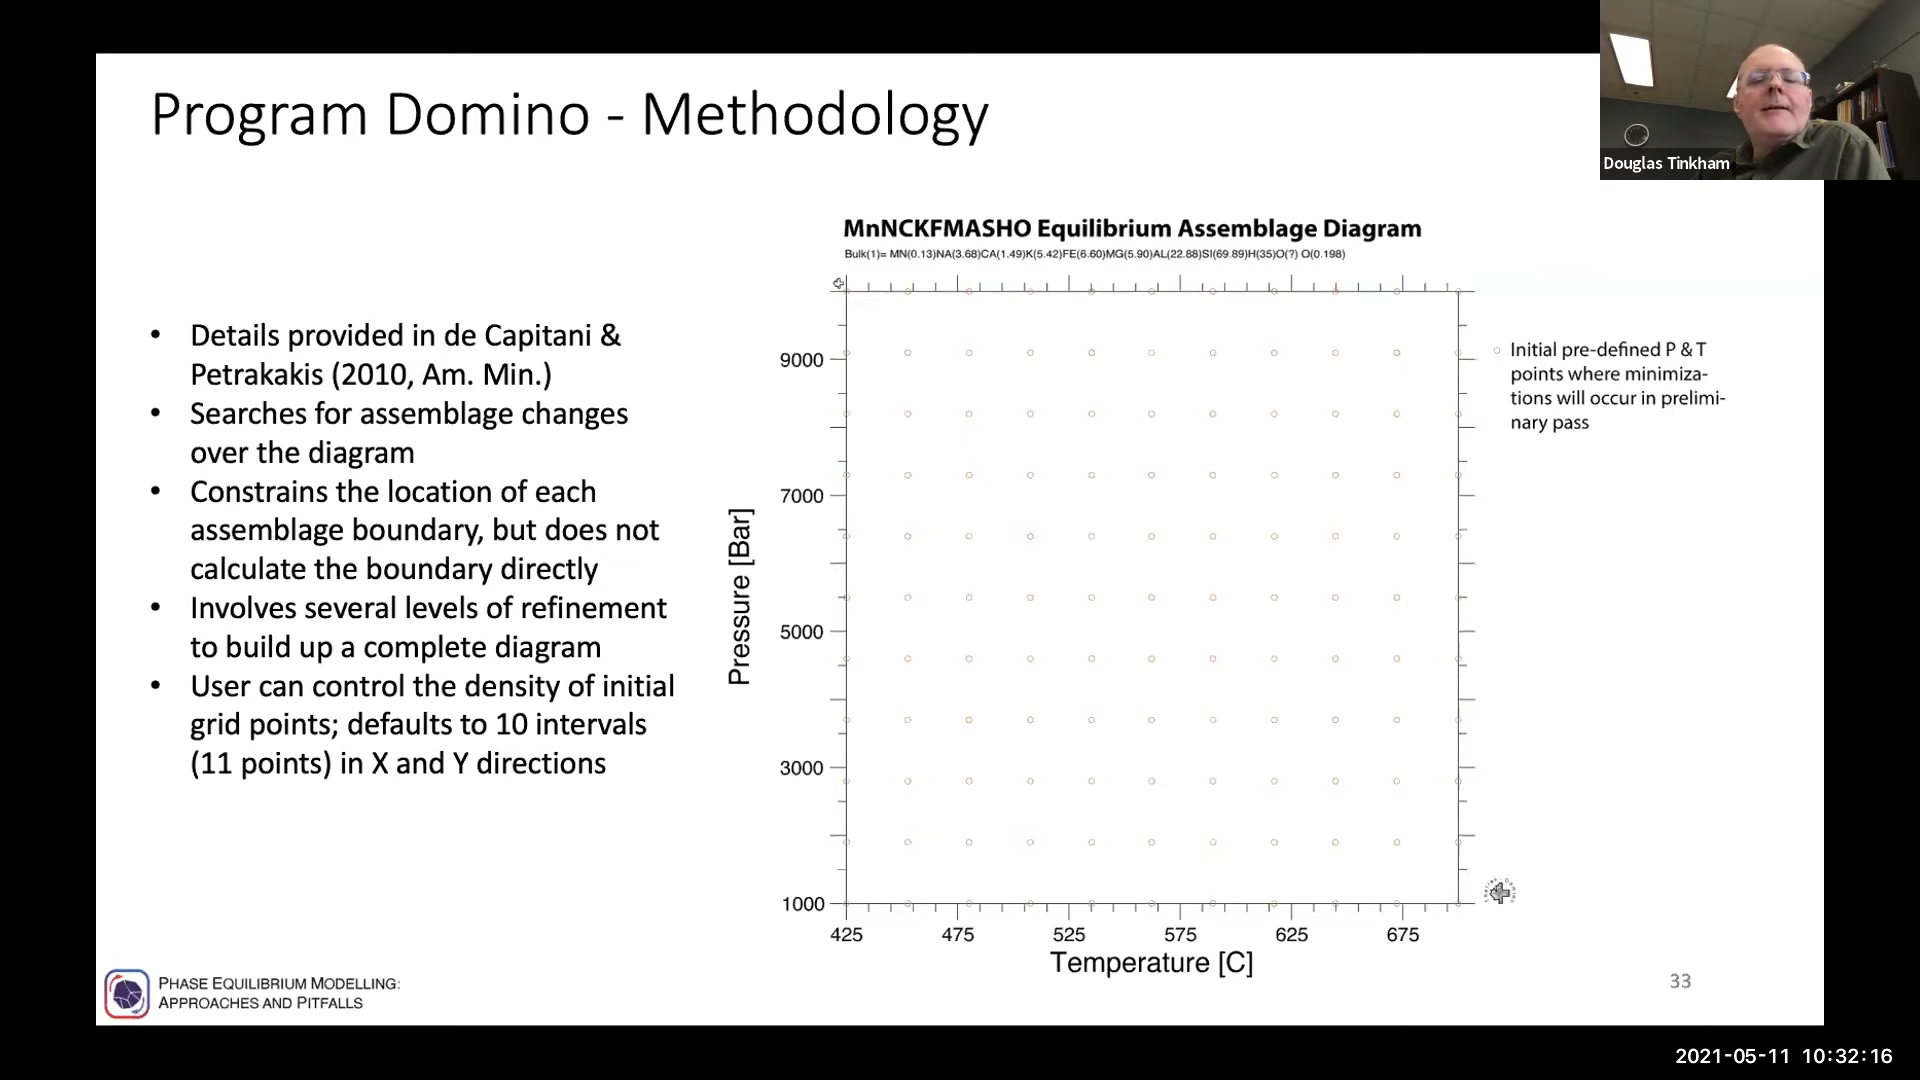 Program Domino - Methodology
Douglas Tinkham
• Details provided in de Capitani &
Petrakakis (2010, Am. Min.)
• Searches for assemblage changes
over the diagram
• Constrains the location of each
assemblage boundary, but does not
calculate the boundary directly
• Involves several levels of refinement
to build up a complete diagram
• User can control the density of initial
grid points; defaults to 10 intervals
(11 points) in X and Y directions
MnNCKFMASHO Equilibrium Assemblage Diagram
Bulk(1)= MN(0.13)NA(3.68)CA(1.49)K(5.42)FE(6.60)MG(5.90)AL(22.88)SI(69.89)H(35)O(?) O(0.198)
Pressure [Bar]
9000
7000
5000
3000
1000
425 475 525 575 625 675
Temperature [C]
Initial pre-defined P & T
points where minimiza-
tions will occur in prelimi-
nary pass
PHASE EQUILIBRIUM MODELLING:
APPROACHES AND PITFALLS
33
2021-05-11 10:32:16